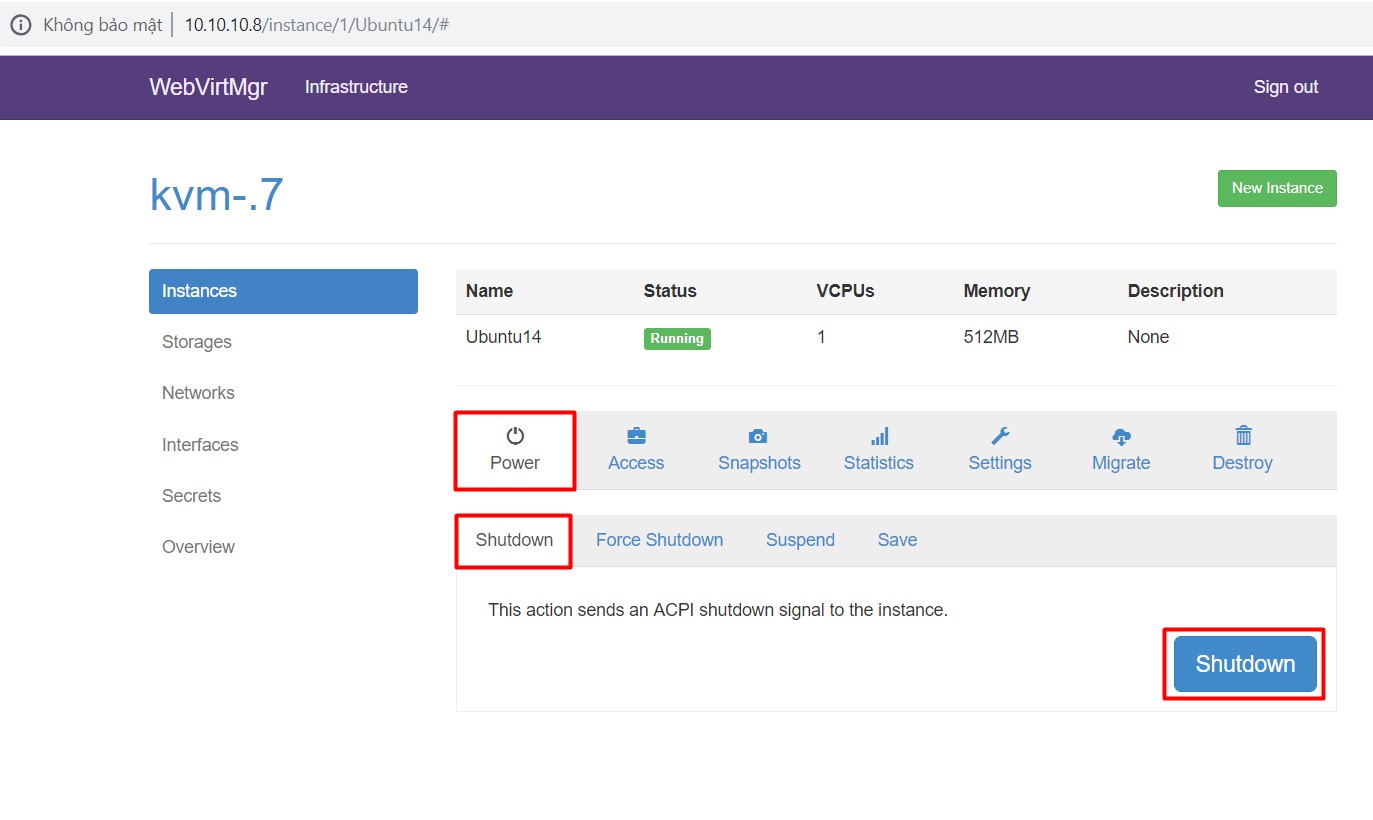 Không bảo mật 10.10.10.8/instance/1/Ubuntu14/#
WebVirtMgr Infrastructure Sign out
kvm-.7 New Instance
Instances
Storages
Networks
Interfaces
Secrets
Overview
Name Status VCPUs Memory Description
Ubuntu14 Running 1 512MB None
Power Access Snapshots Statistics Settings Migrate Destroy
Shutdown Force Shutdown Suspend Save
This action sends an ACPI shutdown signal to the instance.
Shutdown